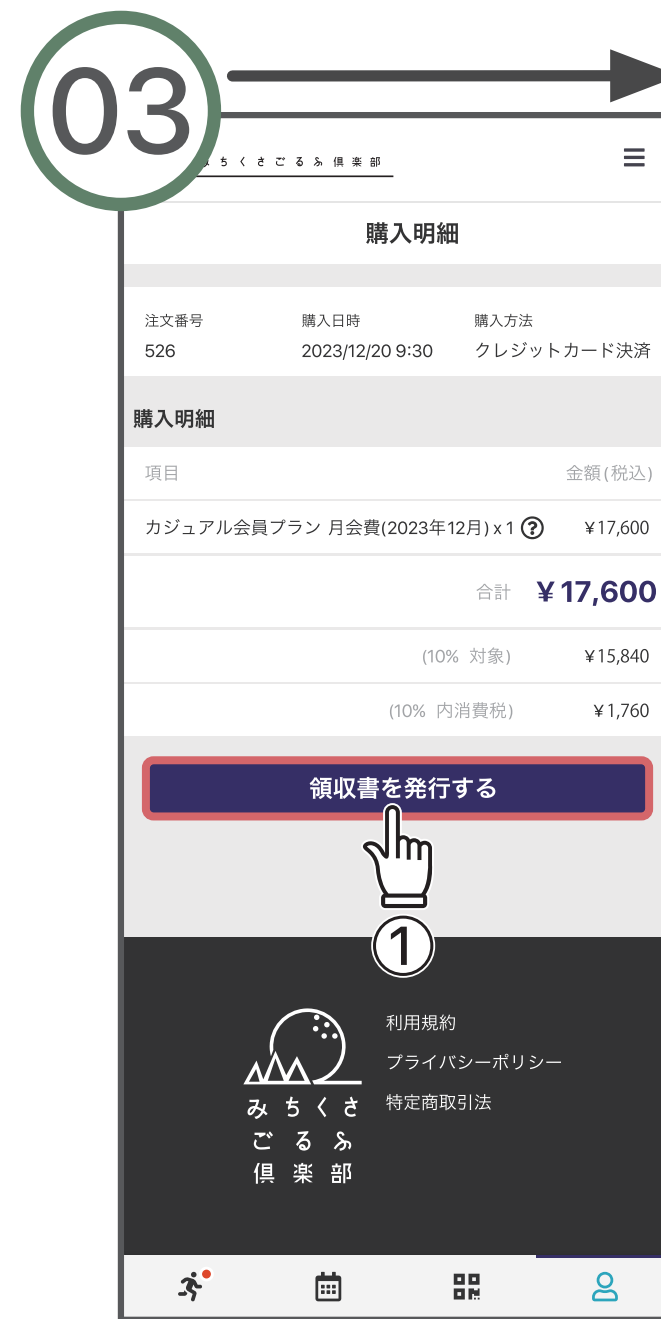 03
みちくさごるふ倶楽部
購入明細
注文番号 購入日時 購入方法
526 2023/12/20 9:30 クレジットカード決済
購入明細
項目 金額(税込)
カジュアル会員プラン 月会費(2023年12月) x 1 ? ¥17,600
合計 ¥17,600
(10% 対象) ¥15,840
(10% 内消費税) ¥1,760
領収書を発行する
1
利用規約
プライバシーポリシー
特定商取引法
みちくさ
ごるふ
倶楽部